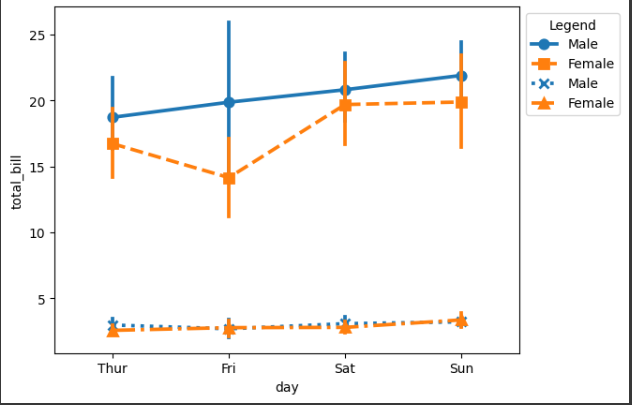 Legend
Male
Female
Male
Female
25
20
15
10
5
total_bill
Thur Fri Sat Sun
day